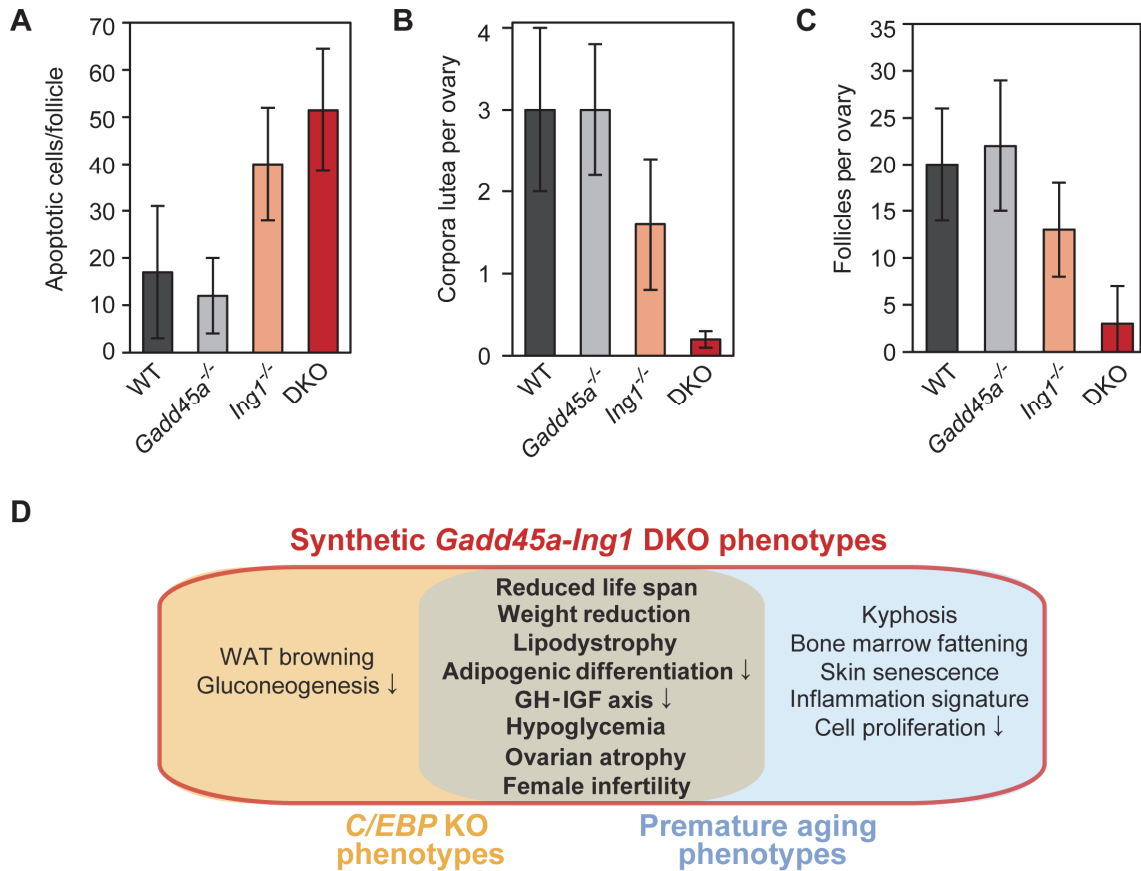 A
Apoptotic cells/follicle
70
60
50
40
30
20
10
0
WT
Gadd45a-/-
Ing1-/-
DKO
B
Corpora lutea per ovary
4
3
2
1
0
WT
Gadd45a-/-
Ing1-/-
DKO
C
Follicles per ovary
35
30
25
20
15
10
5
0
WT
Gadd45a-/-
Ing1-/-
DKO
D
Synthetic Gadd45a-Ing1 DKO phenotypes
WAT browning
Gluconeogenesis ↓
Reduced life span
Weight reduction
Lipodystrophy
Adipogenic differentiation ↓
GH-IGF axis ↓
Hypoglycemia
Ovarian atrophy
Female infertility
Kyphosis
Bone marrow fattening
Skin senescence
Inflammation signature
Cell proliferation ↓
C/EBP KO
phenotypes
Premature aging
phenotypes